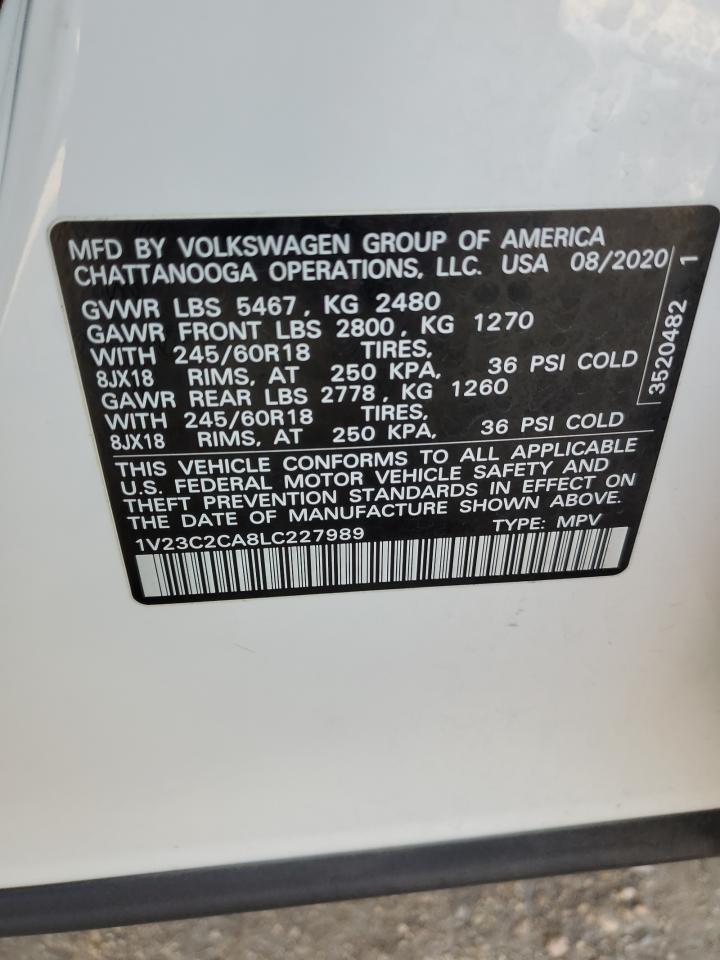 MFD BY VOLKSWAGEN GROUP OF AMERICA
CHATTANOOGA OPERATIONS, LLC. USA 08/2020
GVWR LBS 5467, KG 2480
GAWR FRONT LBS 2800, KG 1270
WITH 245/60R18 TIRES,
8JX18 RIMS, AT 250 KPA, 36 PSI COLD
GAWR REAR LBS 2778, KG 1260
WITH 245/60R18 TIRES,
8JX18 RIMS, AT 250 KPA, 36 PSI COLD
THIS VEHICLE CONFORMS TO ALL APPLICABLE
U.S. FEDERAL MOTOR VEHICLE SAFETY AND
THEFT PREVENTION STANDARDS IN EFFECT ON
THE DATE OF MANUFACTURE SHOWN ABOVE.
1V23C2CA8LC227989 TYPE: MPV
3520482 1